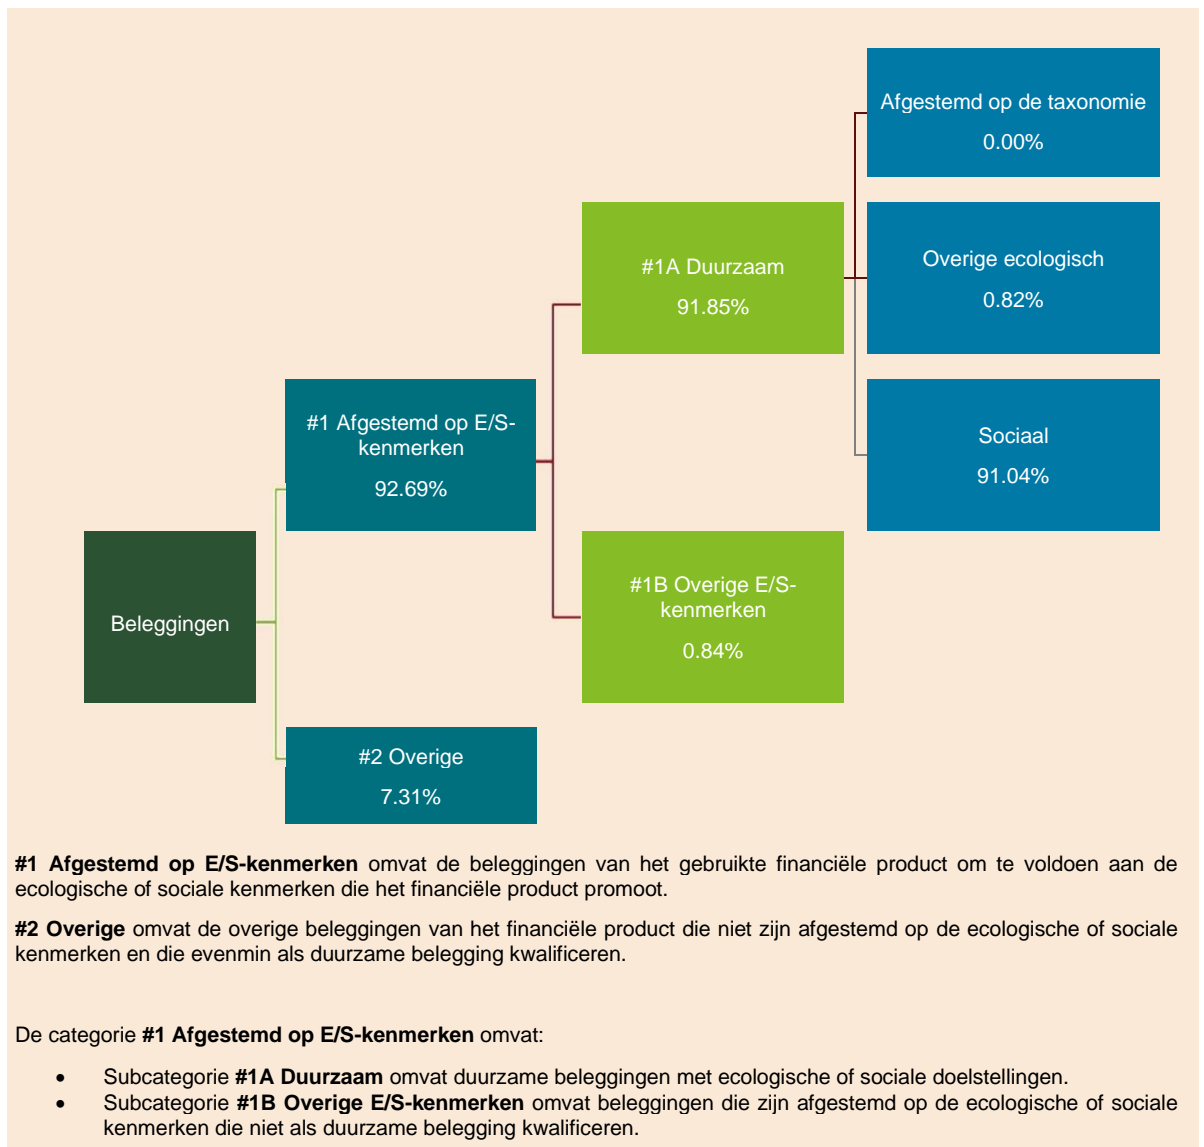 Afgestemd op de taxonomie
0.00%
#1A Duurzaam
91.85%
Overige ecologisch
0.82%
#1 Afgestemd op E/S-
kenmerken
92.69%
Sociaal
91.04%
Beleggingen
#1B Overige E/S-
kenmerken
0.84%
#2 Overige
7.31%
#1 Afgestemd op E/S-kenmerken omvat de beleggingen van het gebruikte financiële product om te voldoen aan de
ecologische of sociale kenmerken die het financiële product promoot.
#2 Overige omvat de overige beleggingen van het financiële product die niet zijn afgestemd op de ecologische of sociale
kenmerken en die evenmin als duurzame belegging kwalificeren.
De categorie #1 Afgestemd op E/S-kenmerken omvat:
• Subcategorie #1A Duurzaam omvat duurzame beleggingen met ecologische of sociale doelstellingen.
• Subcategorie #1B Overige E/S-kenmerken omvat beleggingen die zijn afgestemd op de ecologische of sociale
kenmerken die niet als duurzame belegging kwalificeren.